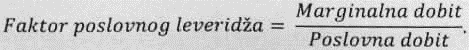 Faktor poslovnog leveridža = Marginalna dobit / Poslovna dobit.